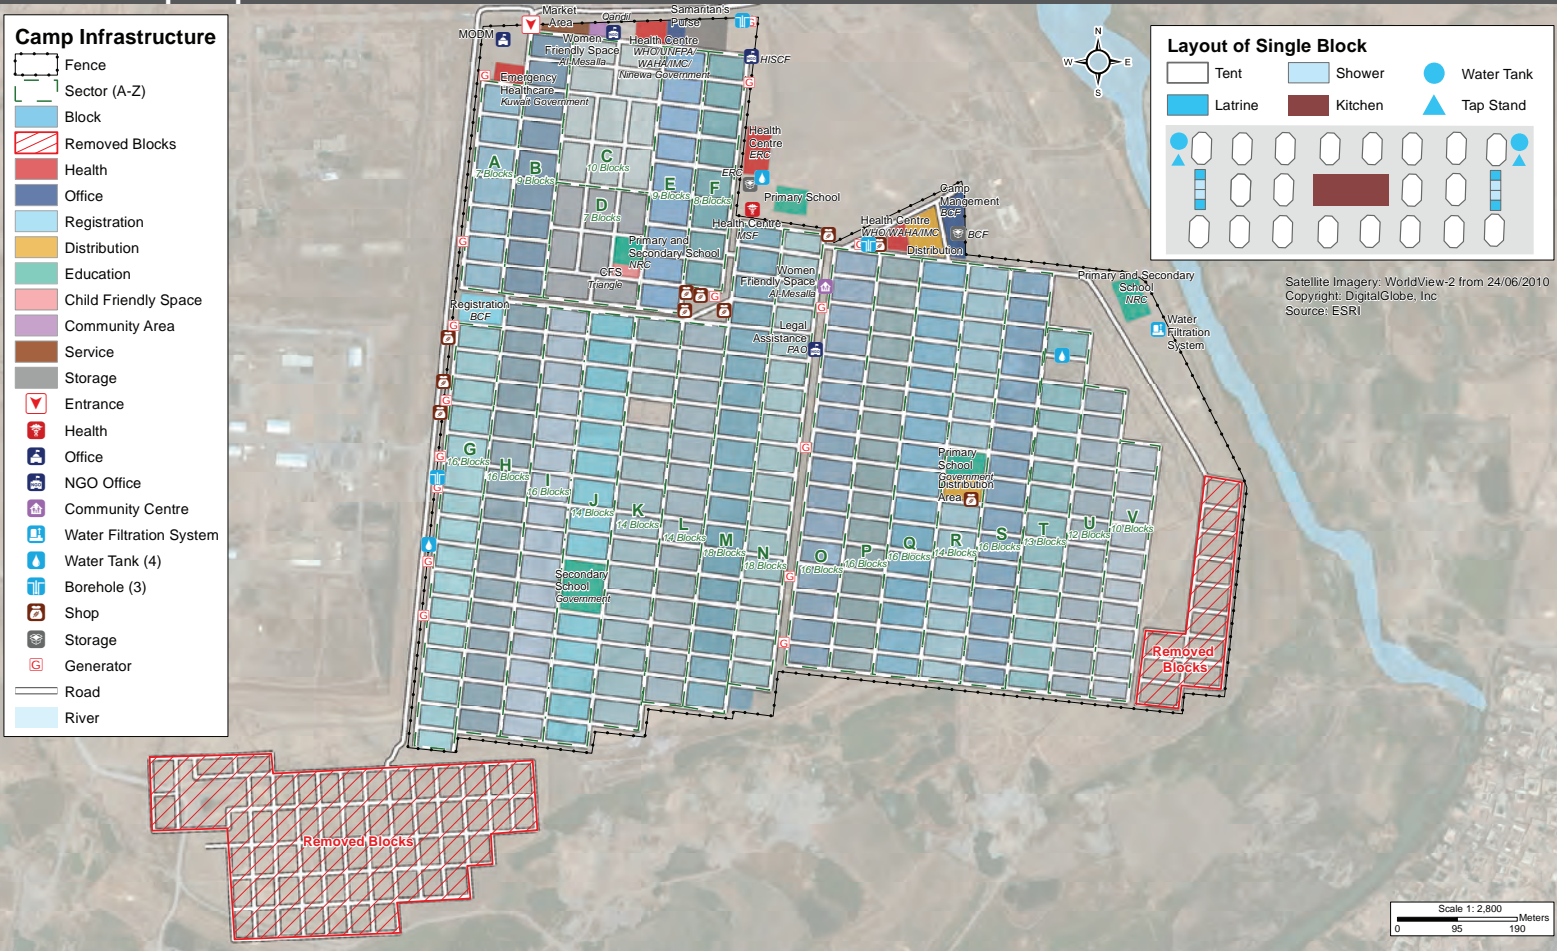 Camp Infrastructure
Fence
Sector (A-Z)
Block
Removed Blocks
Health
Office
Registration
Distribution
Education
Child Friendly Space
Community Area
Service
Storage
Entrance
Health
Office
NGO Office
Community Centre
Water Filtration System
Water Tank (4)
Borehole (3)
Shop
Storage
G Generator
Road
River
Market
Area
MODM
Qandil
Samaritan's
Purse
Women
Friendly Space
Al-Mesalla
Health Centre
WHO/UNFPA/
WAHA/IMC/
Ninewa Government
HISCF
Emergency
Healthcare
Kuwait Government
Health
Centre
ERC
ERC
Primary School
Health Centre
MSF
Camp
Mangement
BCF
BCF
Health Centre
WHO/WAHA/IMC
Distribution
A
7 Blocks
B
9 Blocks
C
10 Blocks
D
7 Blocks
E
9 Blocks
F
8 Blocks
Primary and
Secondary School
NRC
CFS
Triangle
Women
Friendly Space
Al-Mesalla
Registration
BCF
Legal
Assistance
PAO
Primary and Secondary
School
NRC
Water
Filtration
System
G
16 Blocks
H
16 Blocks
I
16 Blocks
J
14 Blocks
K
14 Blocks
L
14 Blocks
M
18 Blocks
N
18 Blocks
O
16 Blocks
P
16 Blocks
Q
16 Blocks
R
14 Blocks
S
16 Blocks
T
13 Blocks
U
12 Blocks
V
10 Blocks
Primary
School
Government
Distribution
Area
Secondary
School
Government
Removed
Blocks
Removed Blocks
N
W E
S
Layout of Single Block
Tent Shower Water Tank
Latrine Kitchen Tap Stand
Satellite Imagery: WorldView-2 from 24/06/2010
Copyright: DigitalGlobe, Inc
Source: ESRI
Scale 1: 2,800
Meters
0 95 190